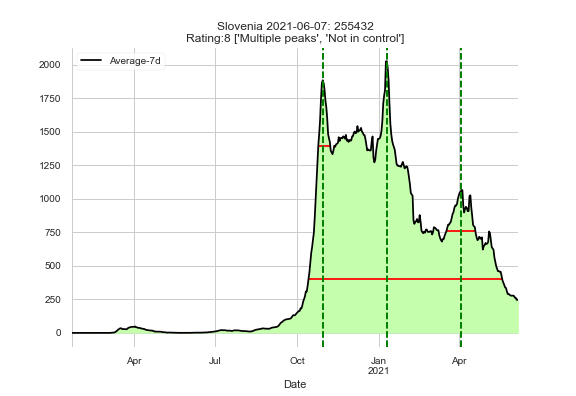 Slovenia 2021-06-07: 255432
Rating:8 ['Multiple peaks', 'Not in control']
Average-7d
2000
1750
1500
1250
1000
750
500
250
0
Apr
Jul
Oct
Jan
2021
Apr
Date